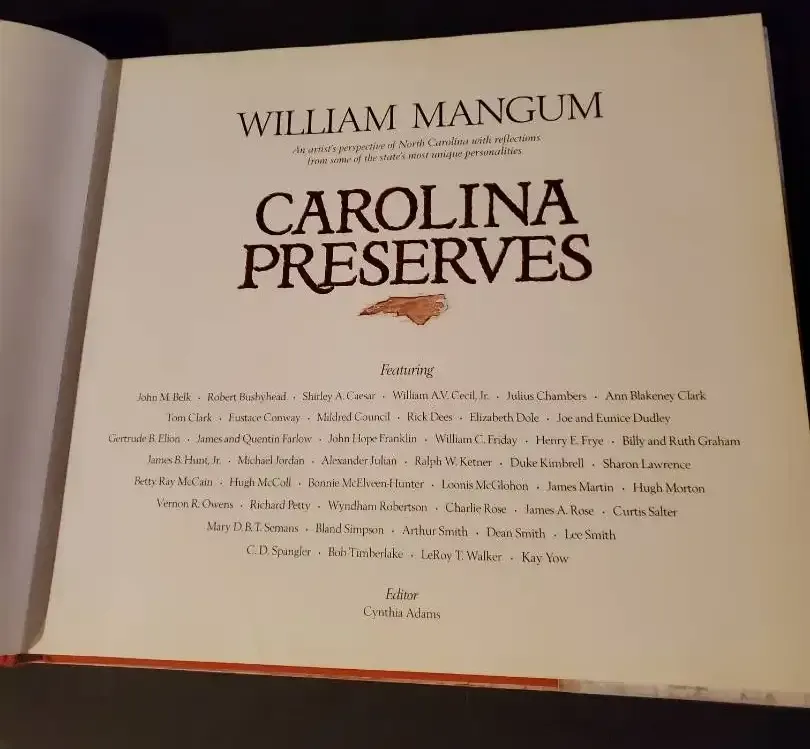 WILLIAM MANGUM
An artist's perspective of North Carolina with reflections
from some of the state's most unique personalities.
CAROLINA
PRESERVES
Featuring
John M. Belk · Robert Bushyhead · Shirley A. Caesar · William A.V. Cecil, Jr. · Julius Chambers · Ann Blakeney Clark
Tom Clark · Eustace Conway · Mildred Council · Rick Dees · Elizabeth Dole · Joe and Eunice Dudley
Gertrude B. Elion · James and Quentin Farlow · John Hope Franklin · William C. Friday · Henry E. Frye · Billy and Ruth Graham
James B. Hunt, Jr. · Michael Jordan · Alexander Julian · Ralph W. Ketner · Duke Kimbrell · Sharon Lawrence
Betty Ray McCain · Hugh McColl · Bonnie McElveen-Hunter · Loonis McGlohon · James Martin · Hugh Morton
Vernon R. Owens · Richard Petty · Wyndham Robertson · Charlie Rose · James A. Rose · Curtis Salter
Mary D.B.T. Semans · Bland Simpson · Arthur Smith · Dean Smith · Lee Smith
C.D. Spangler · Bob Timberlake · LeRoy T. Walker · Kay Yow
Editor
Cynthia Adams